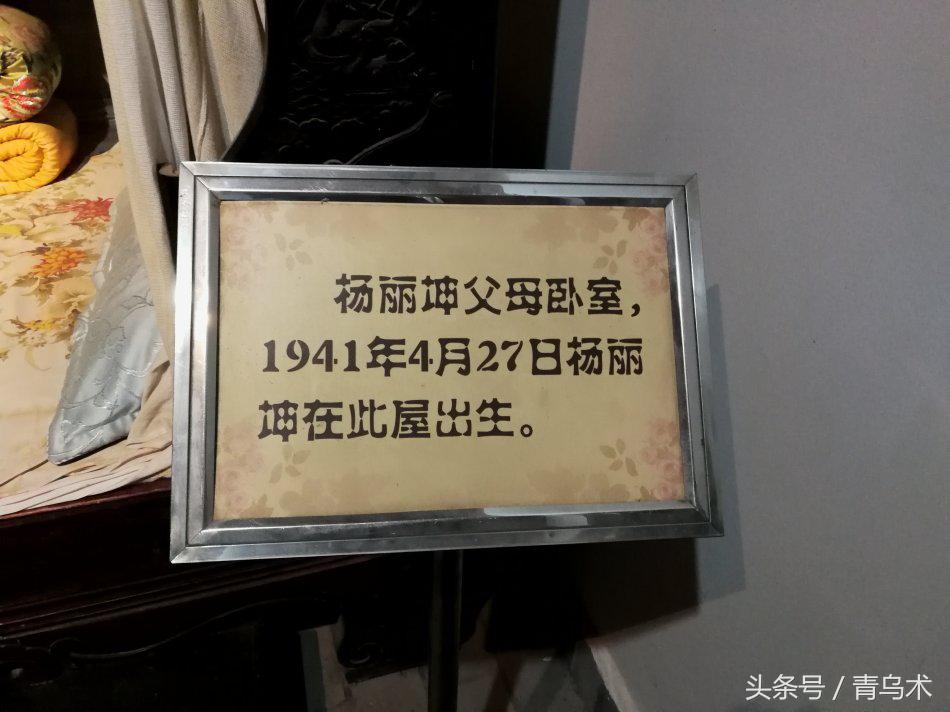 杨丽坤父母卧室，
1941年4月27日杨丽
坤在此屋出生。
头条号 / 青乌术